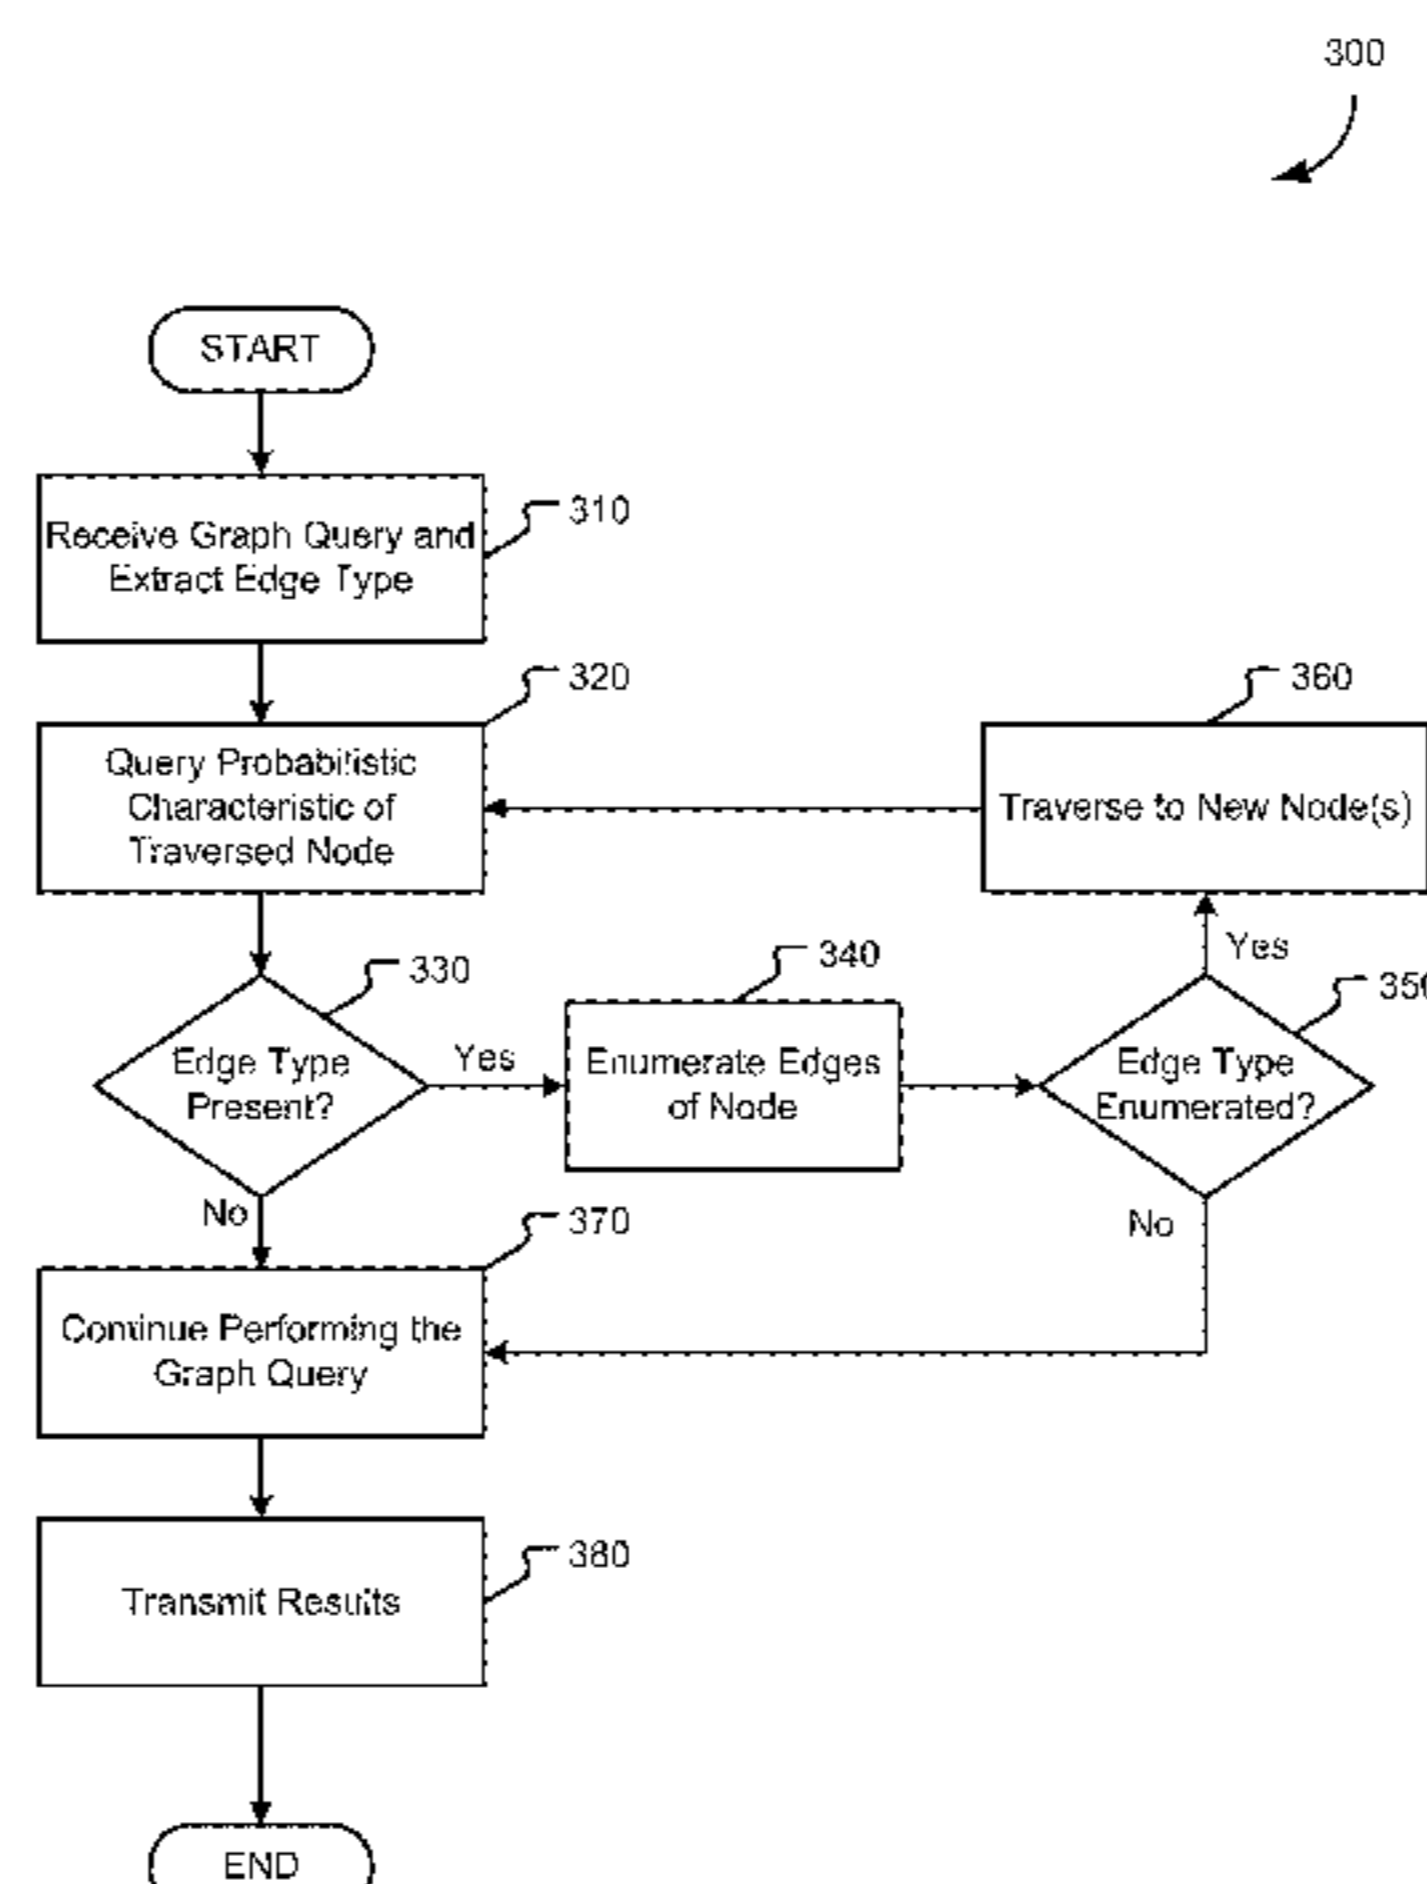 300
START
Receive Graph Query and
Extract Edge Type
310
320
Query Probabilistic
Characteristic of
Traversed Node
360
Traverse to New Node(s)
330
Edge Type
Present?
Yes
340
Enumerate Edges
of Node
Yes
350
Edge Type
Enumerated?
No
No
370
Continue Performing the
Graph Query
Transmit Results
380
END